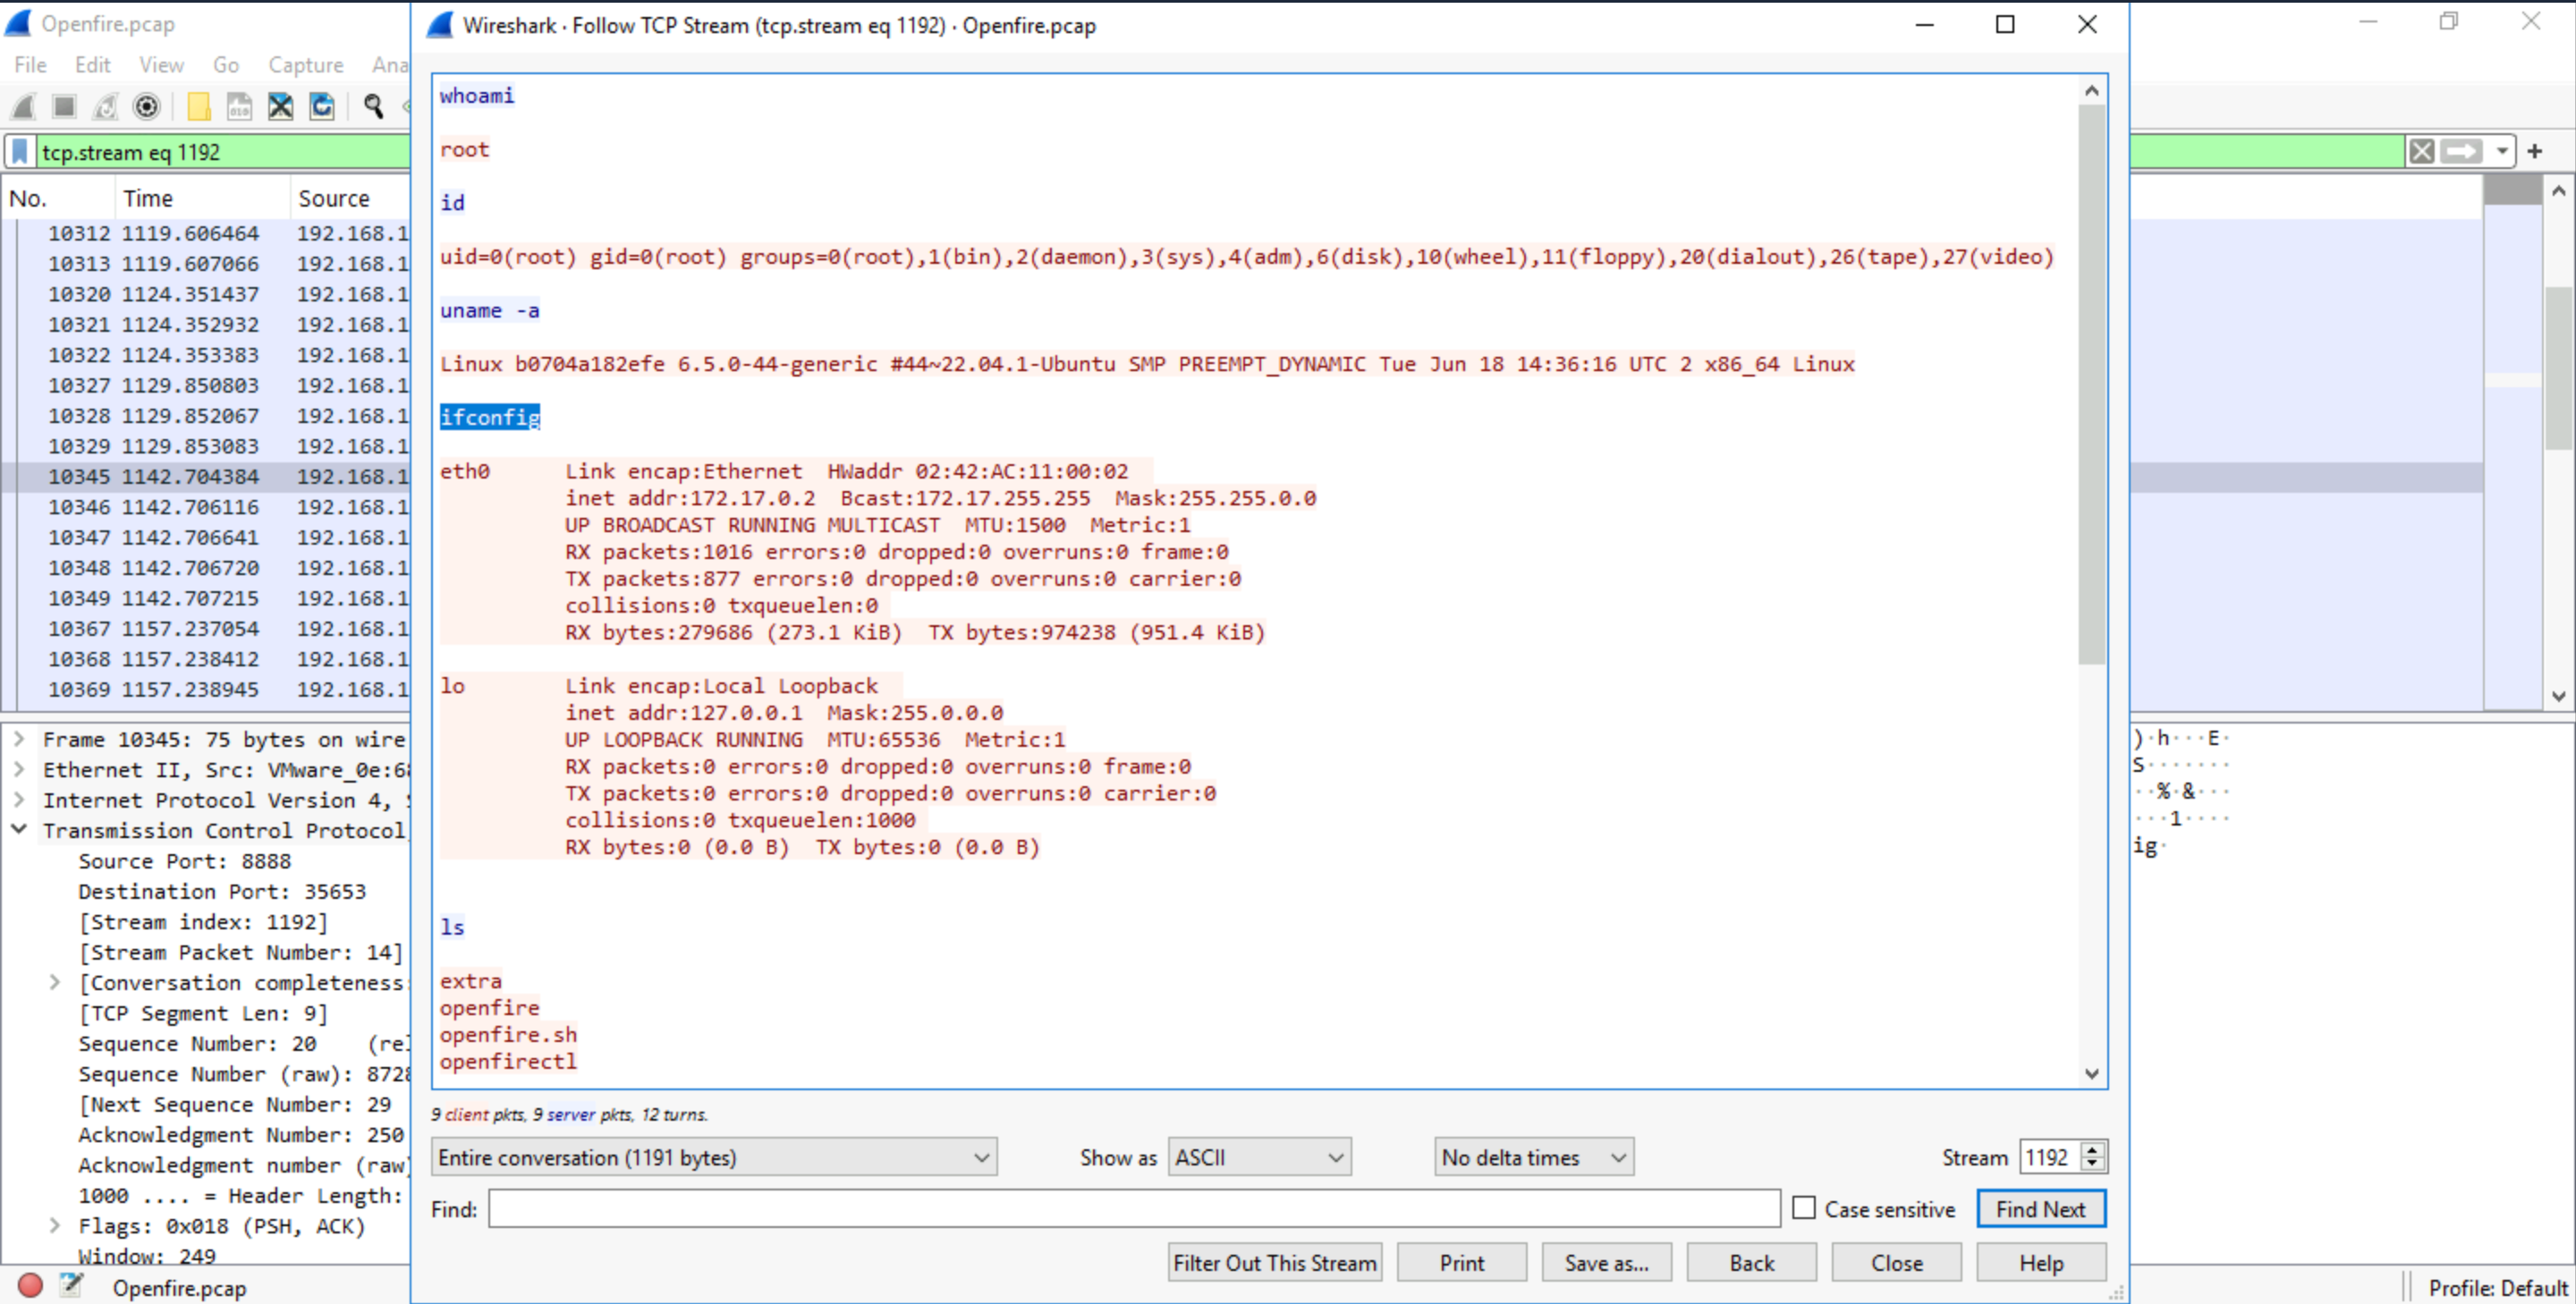 Openfire.pcap
File Edit View Go Capture Ana
tcp.stream eq 1192
No. Time Source
10312 1119.606464 192.168.1
10313 1119.607066 192.168.1
10320 1124.351437 192.168.1
10321 1124.352932 192.168.1
10322 1124.353383 192.168.1
10327 1129.850803 192.168.1
10328 1129.852067 192.168.1
10329 1129.853083 192.168.1
10345 1142.704384 192.168.1
10346 1142.706116 192.168.1
10347 1142.706641 192.168.1
10348 1142.706720 192.168.1
10349 1142.707215 192.168.1
10367 1157.237054 192.168.1
10368 1157.238412 192.168.1
10369 1157.238945 192.168.1
Frame 10345: 75 bytes on wire
Ethernet II, Src: VMware_0e:6
Internet Protocol Version 4,
Transmission Control Protocol,
Source Port: 8888
Destination Port: 35653
[Stream index: 1192]
[Stream Packet Number: 14]
[Conversation completeness:
[TCP Segment Len: 9]
Sequence Number: 20 (rel
Sequence Number (raw): 8728
[Next Sequence Number: 29
Acknowledgment Number: 250
Acknowledgment number (raw)
1000 .... = Header Length:
Flags: 0x018 (PSH, ACK)
Window: 249
Openfire.pcap
Wireshark · Follow TCP Stream (tcp.stream eq 1192) · Openfire.pcap
whoami
root
id
uid=0(root) gid=0(root) groups=0(root),1(bin),2(daemon),3(sys),4(adm),6(disk),10(wheel),11(floppy),20(dialout),26(tape),27(video)
uname -a
Linux b0704a182efe 6.5.0-44-generic #44~22.04.1-Ubuntu SMP PREEMPT_DYNAMIC Tue Jun 18 14:36:16 UTC 2 x86_64 Linux
ifconfig
eth0 Link encap:Ethernet HWaddr 02:42:AC:11:00:02
inet addr:172.17.0.2 Bcast:172.17.255.255 Mask:255.255.0.0
UP BROADCAST RUNNING MULTICAST MTU:1500 Metric:1
RX packets:1016 errors:0 dropped:0 overruns:0 frame:0
TX packets:877 errors:0 dropped:0 overruns:0 carrier:0
collisions:0 txqueuelen:0
RX bytes:279686 (273.1 KiB) TX bytes:974238 (951.4 KiB)
lo Link encap:Local Loopback
inet addr:127.0.0.1 Mask:255.0.0.0
UP LOOPBACK RUNNING MTU:65536 Metric:1
RX packets:0 errors:0 dropped:0 overruns:0 frame:0
TX packets:0 errors:0 dropped:0 overruns:0 carrier:0
collisions:0 txqueuelen:1000
RX bytes:0 (0.0 B) TX bytes:0 (0.0 B)
ls
extra
openfire
openfire.sh
openfirectl
9 client pkts, 9 server pkts, 12 turns.
Entire conversation (1191 bytes) Show as ASCII No delta times Stream 1192
Find: Case sensitive Find Next
Filter Out This Stream Print Save as... Back Close Help
)·h···E·
S·······
··%·&···
···1····
ig·
Profile: Default